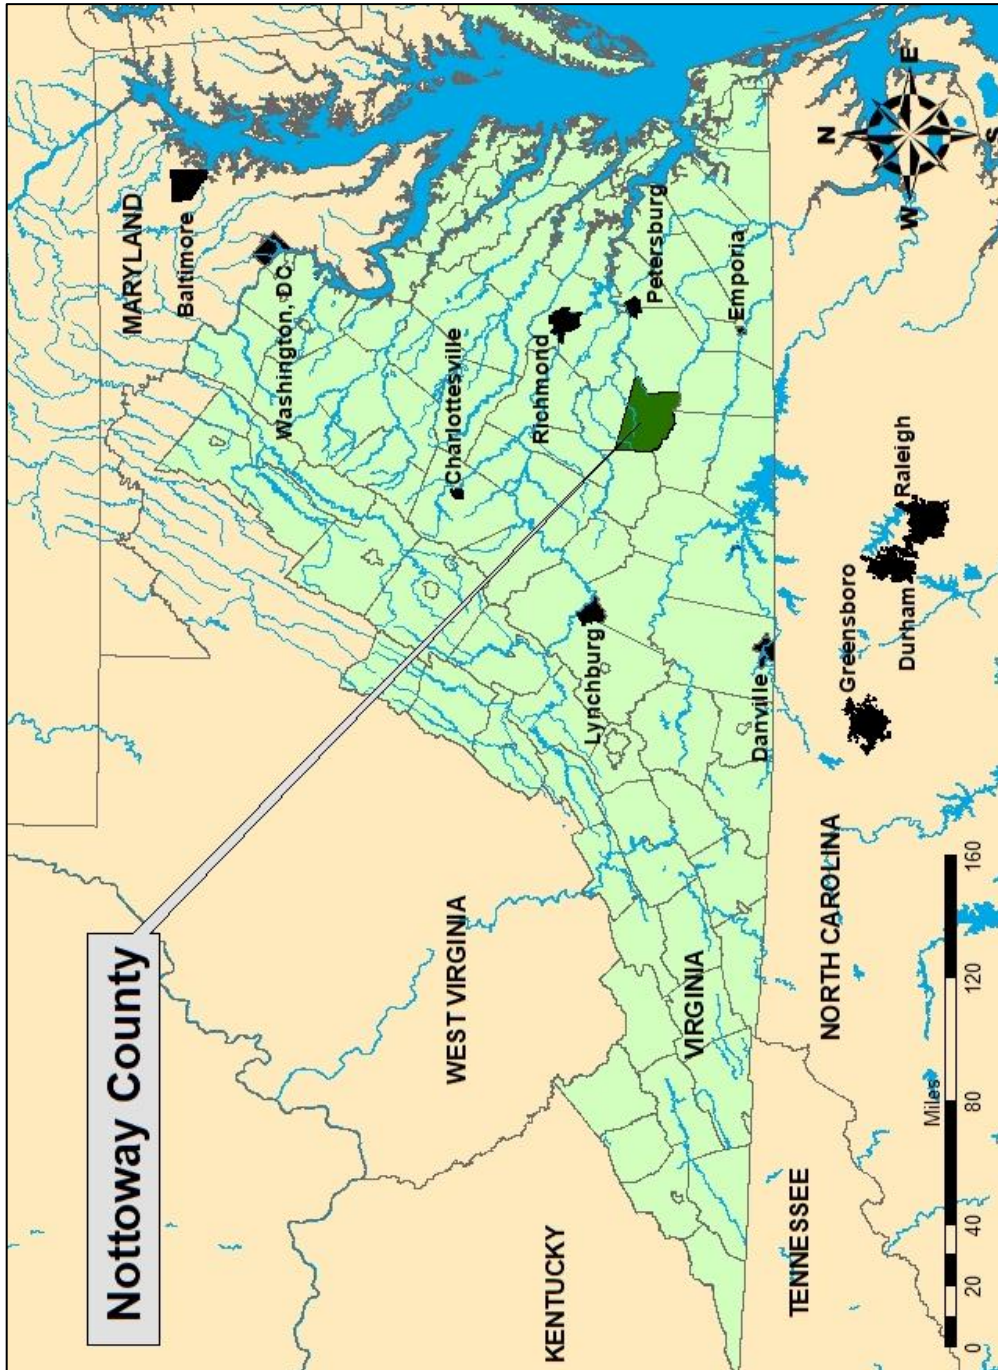 Nottoway County
MARYLAND
Baltimore
Washington, DC.
WEST VIRGINIA
Charlottesville
KENTUCKY
Richmond
Lynchburg
Petersburg
VIRGINIA
Emporia
Danville
TENNESSEE
NORTH CAROLINA
Greensboro
Durham
Raleigh
N
W
E
S
Miles
0 20 40 80 120 160